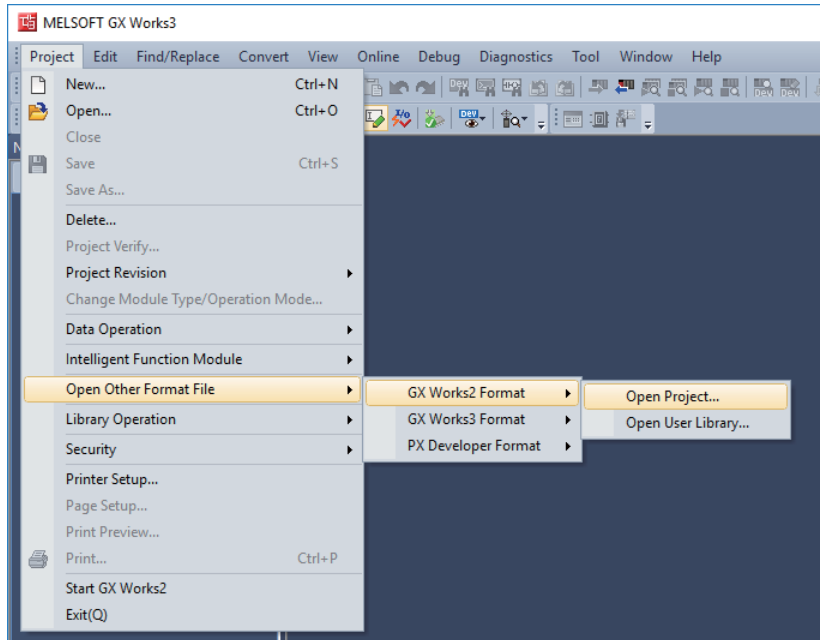 MELSOFT GX Works3
Project Edit Find/Replace Convert View Online Debug Diagnostics Tool Window Help
New... Ctrl+N
Open... Ctrl+O
Close
Save Ctrl+S
Save As...
Delete...
Project Verify...
Project Revision
Change Module Type/Operation Mode...
Data Operation
Intelligent Function Module
Open Other Format File
Library Operation
Security
Printer Setup...
Page Setup...
Print Preview...
Print... Ctrl+P
Start GX Works2
Exit(Q)
GX Works2 Format
GX Works3 Format
PX Developer Format
Open Project...
Open User Library...